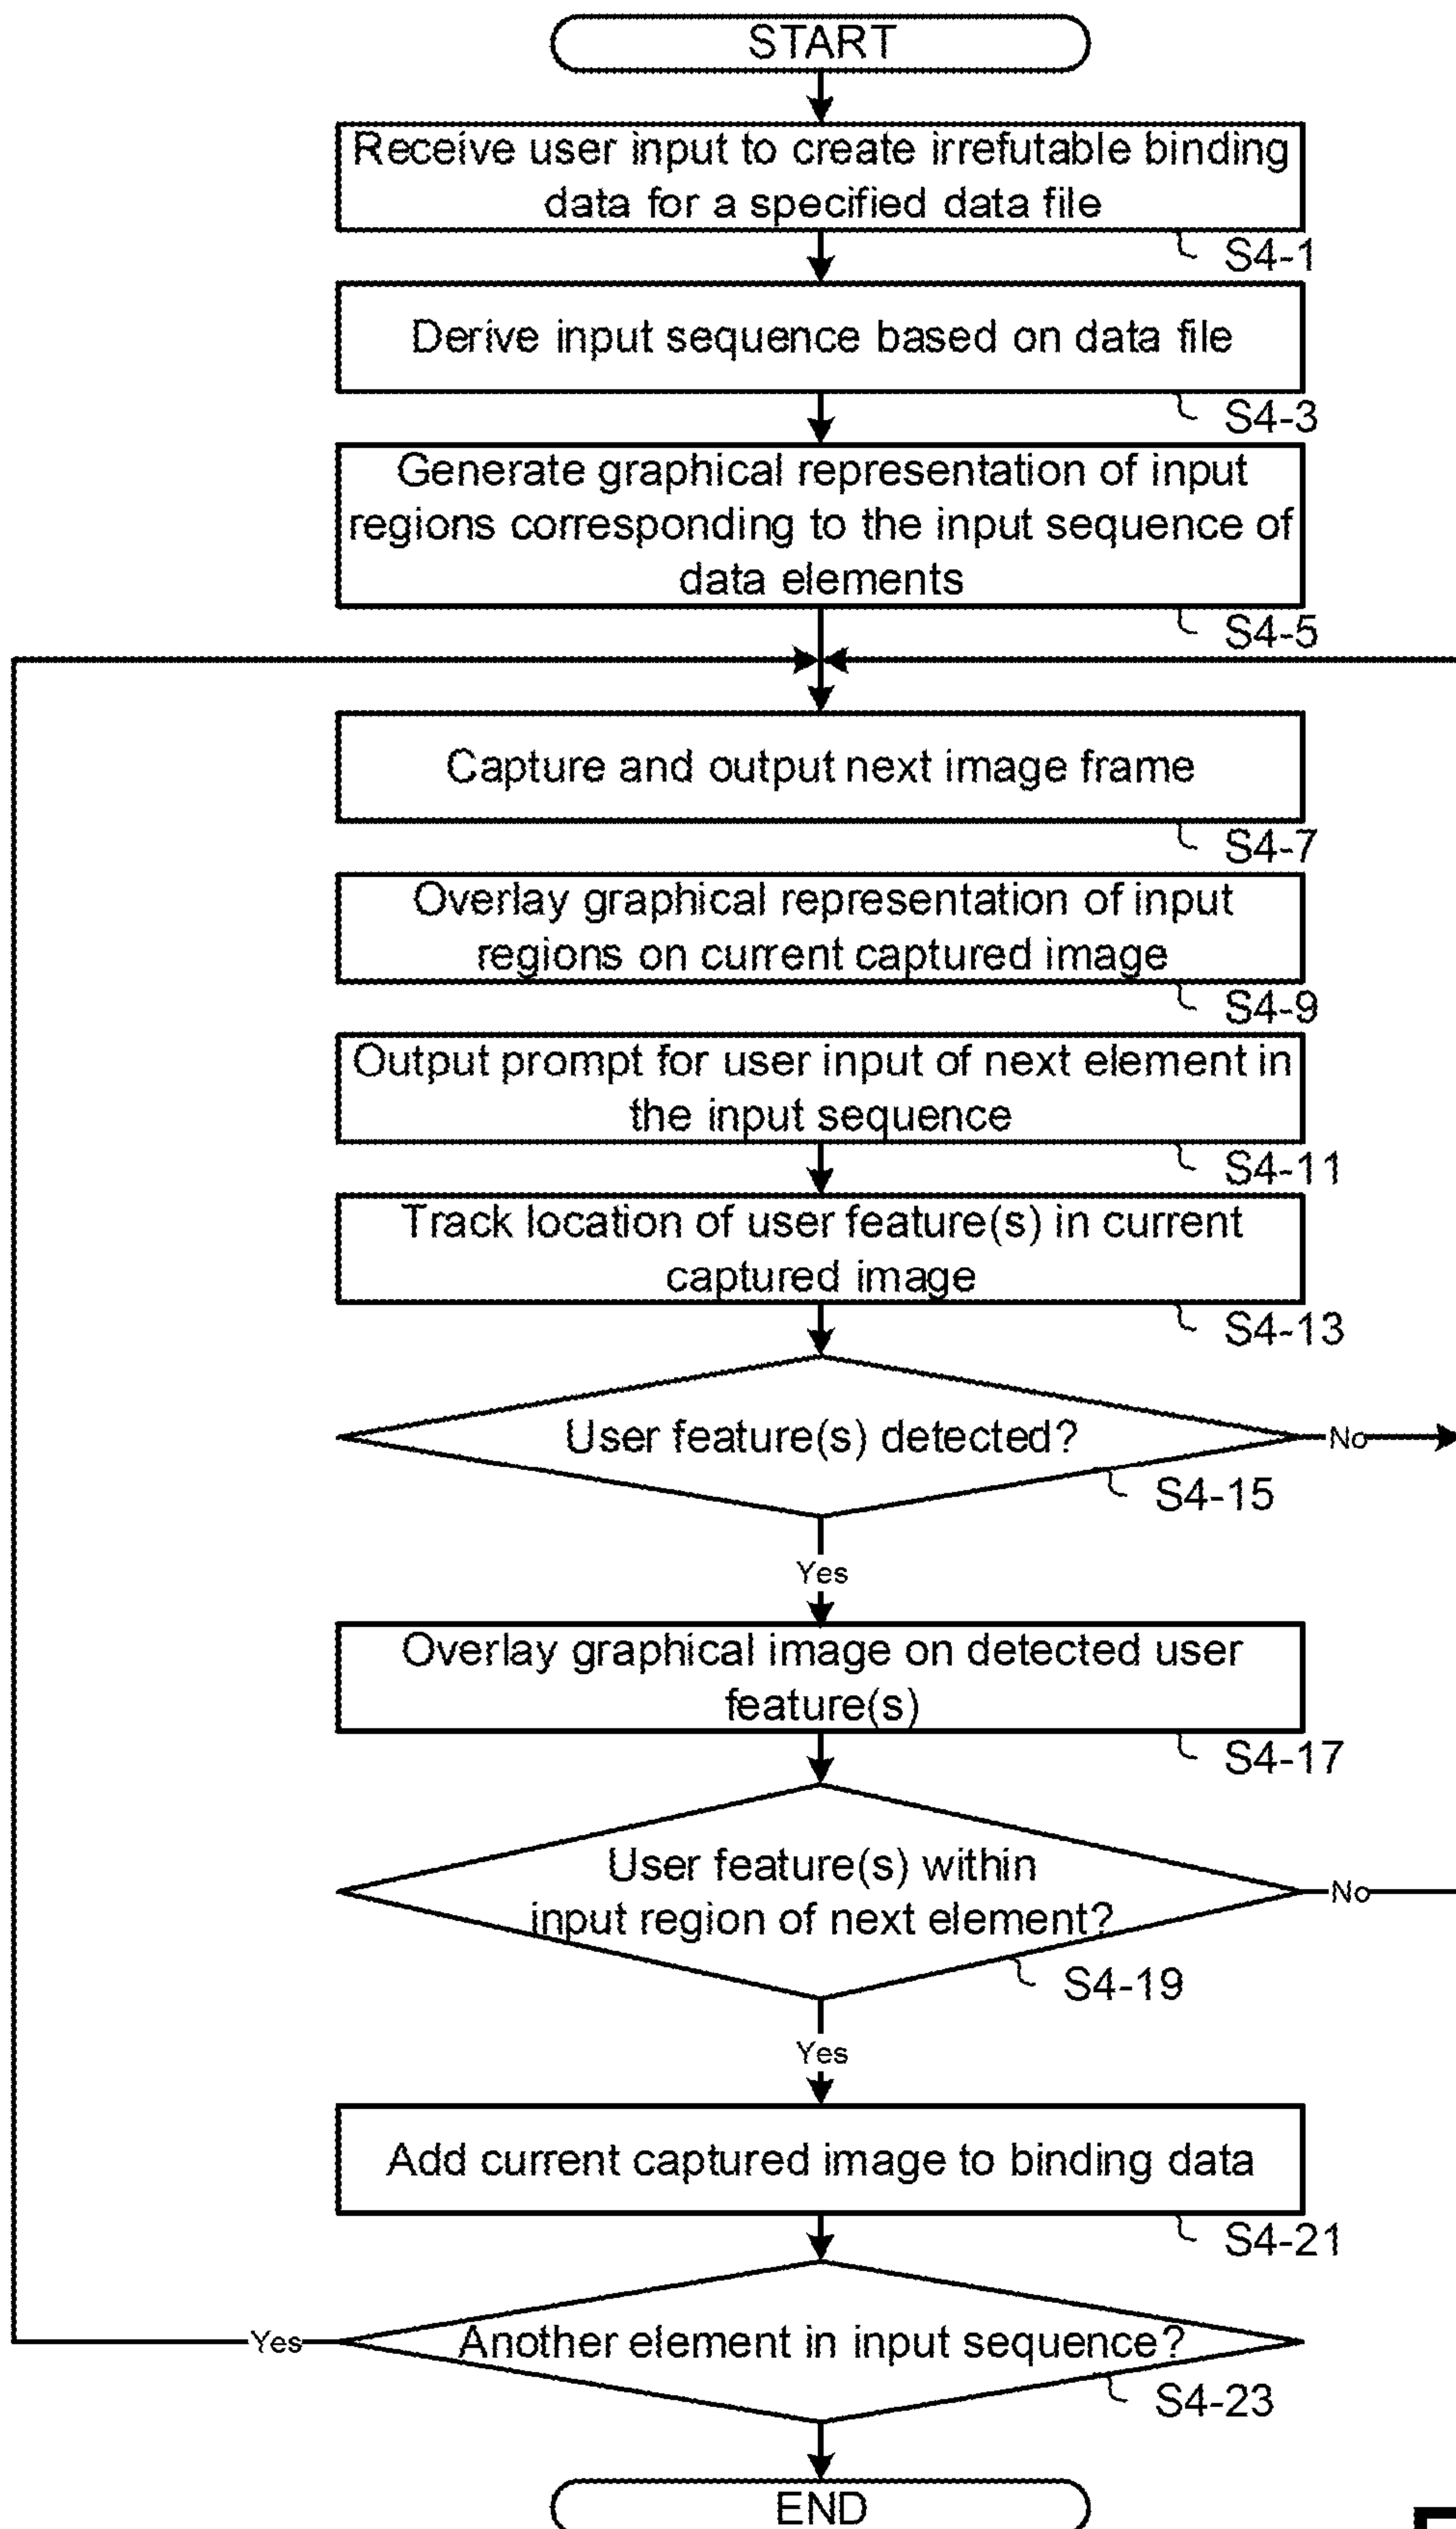 START
Receive user input to create irrefutable binding
data for a specified data file
S4-1
Derive input sequence based on data file
S4-3
Generate graphical representation of input
regions corresponding to the input sequence of
data elements
S4-5
Capture and output next image frame
S4-7
Overlay graphical representation of input
regions on current captured image
S4-9
Output prompt for user input of next element in
the input sequence
S4-11
Track location of user feature(s) in current
captured image
S4-13
User feature(s) detected?
No
S4-15
Yes
Overlay graphical image on detected user
feature(s)
S4-17
User feature(s) within
input region of next element?
No
S4-19
Yes
Add current captured image to binding data
S4-21
Another element in input sequence?
Yes
S4-23
END